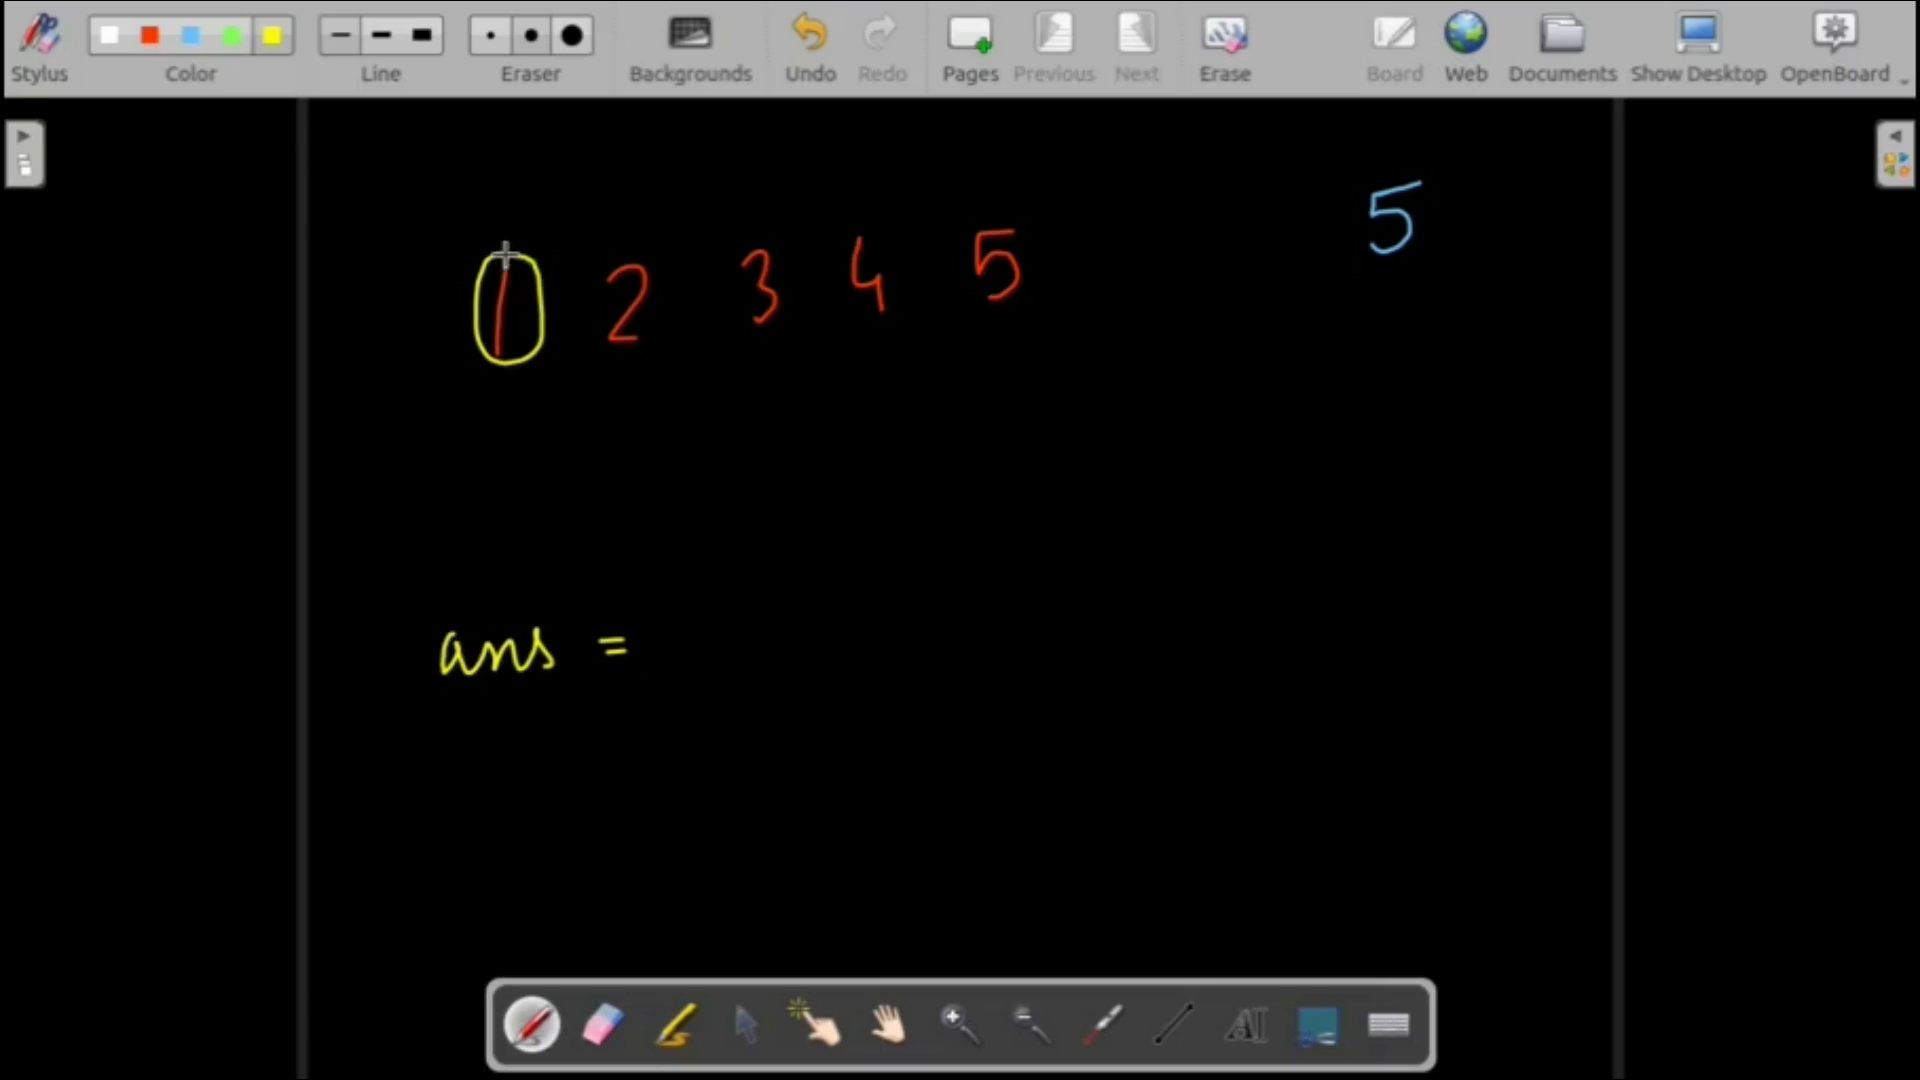 Stylus Color Line Eraser Backgrounds Undo Redo Pages Previous Next Erase Board Web Documents Show Desktop OpenBoard
5
1 2 3 4 5
ans =
AI